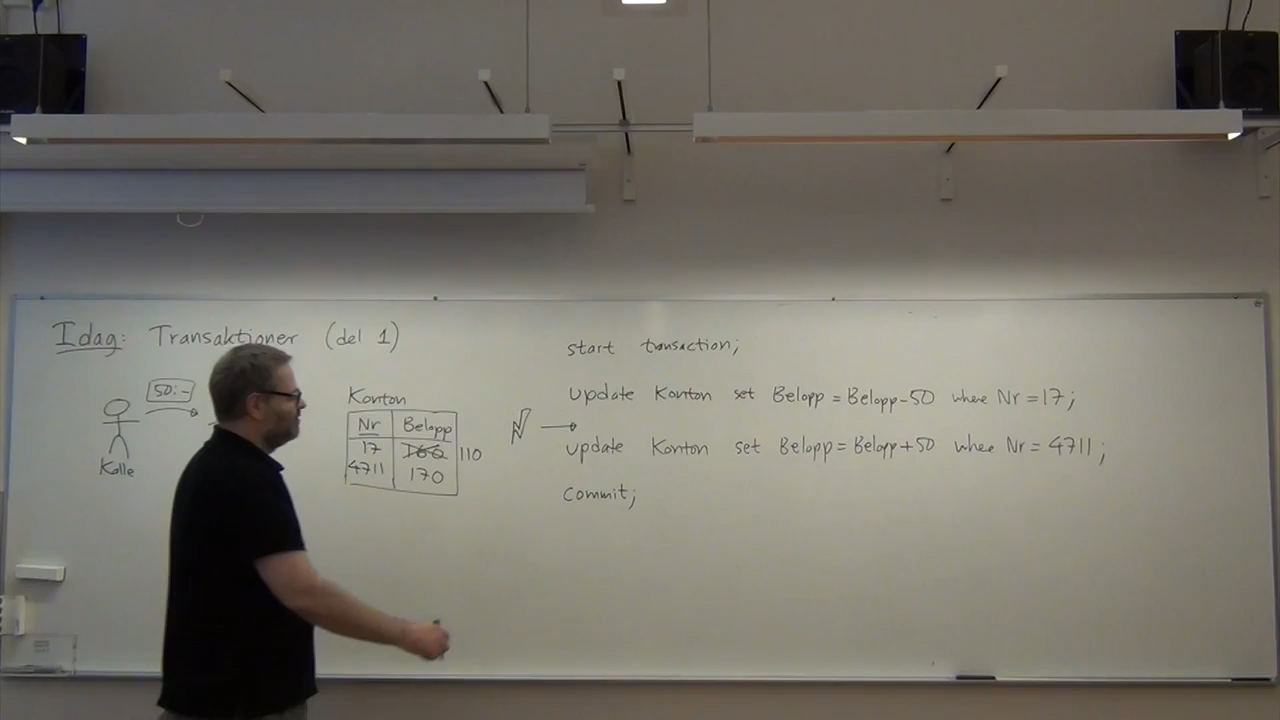 Idag: Transaktioner (del 1)
50:-
Kalle
Konton
Nr Belopp
17 160 110
4711 170
start transaction;
update Konton set Belopp = Belopp-50 where Nr = 17;
update Konton set Belopp = Belopp+50 where Nr = 4711;
commit;